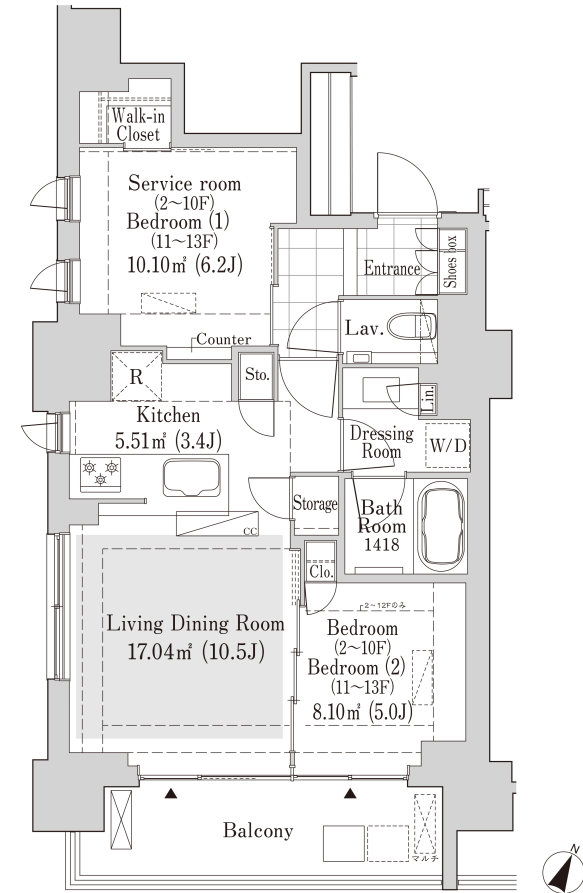 Walk-in
Closet
Service room
(2~10F)
Bedroom (1)
(11~13F)
10.10㎡ (6.2J)
Entrance
Shoes box
Lav.
Counter
R
Sto.
Lin.
Kitchen
5.51㎡ (3.4J)
Dressing
Room
W/D
Storage
Bath
Room
1418
CC
Clo.
2~12Fのみ
Living Dining Room
17.04㎡ (10.5J)
Bedroom
(2~10F)
Bedroom (2)
(11~13F)
8.10㎡ (5.0J)
Balcony
マルチ
N